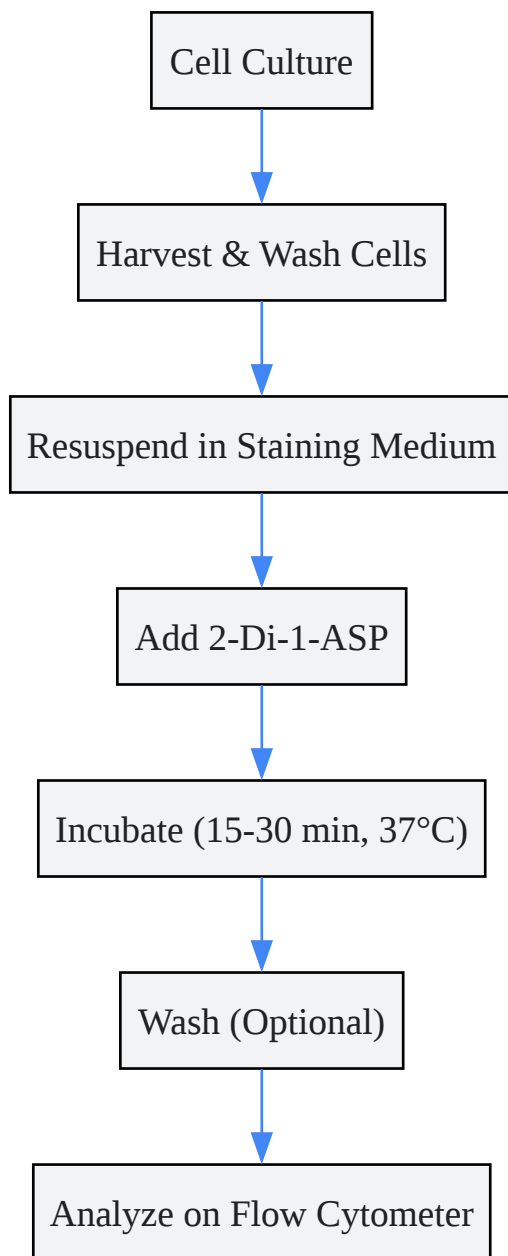 Cell Culture
Harvest & Wash Cells
Resuspend in Staining Medium
Add 2-Di-1-ASP
Incubate (15-30 min, 37°C)
Wash (Optional)
Analyze on Flow Cytometer